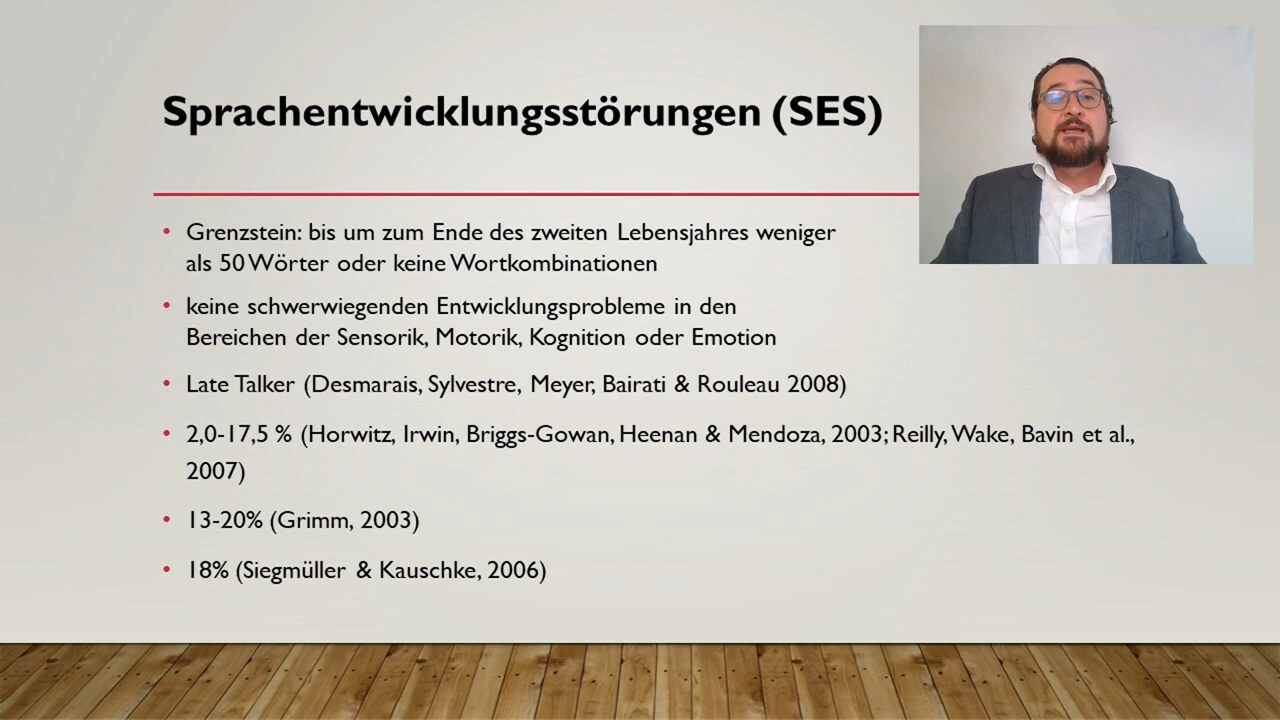 Sprachentwicklungsstörungen (SES)
• Grenzstein: bis um zum Ende des zweiten Lebensjahres weniger
als 50 Wörter oder keine Wortkombinationen
• keine schwerwiegenden Entwicklungsprobleme in den
Bereichen der Sensorik, Motorik, Kognition oder Emotion
• Late Talker (Desmarais, Sylvestre, Meyer, Bairati & Rouleau 2008)
• 2,0-17,5 % (Horwitz, Irwin, Briggs-Gowan, Heenan & Mendoza, 2003; Reilly, Wake, Bavin et al.,
2007)
• 13-20% (Grimm, 2003)
• 18% (Siegmüller & Kauschke, 2006)